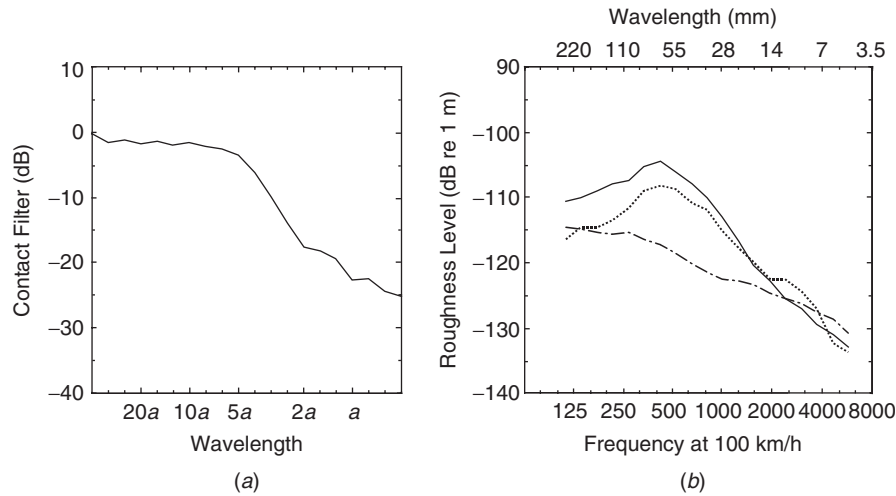 10
0
−10
−20
−30
−40
Contact Filter (dB)
20a 10a 5a 2a a
Wavelength
(a)
Wavelength (mm)
220 110 55 28 14 7 3.5
90
−100
−110
−120
−130
−140
Roughness Level (dB re 1 m)
125 250 500 1000 2000 4000 8000
Frequency at 100 km/h
(b)